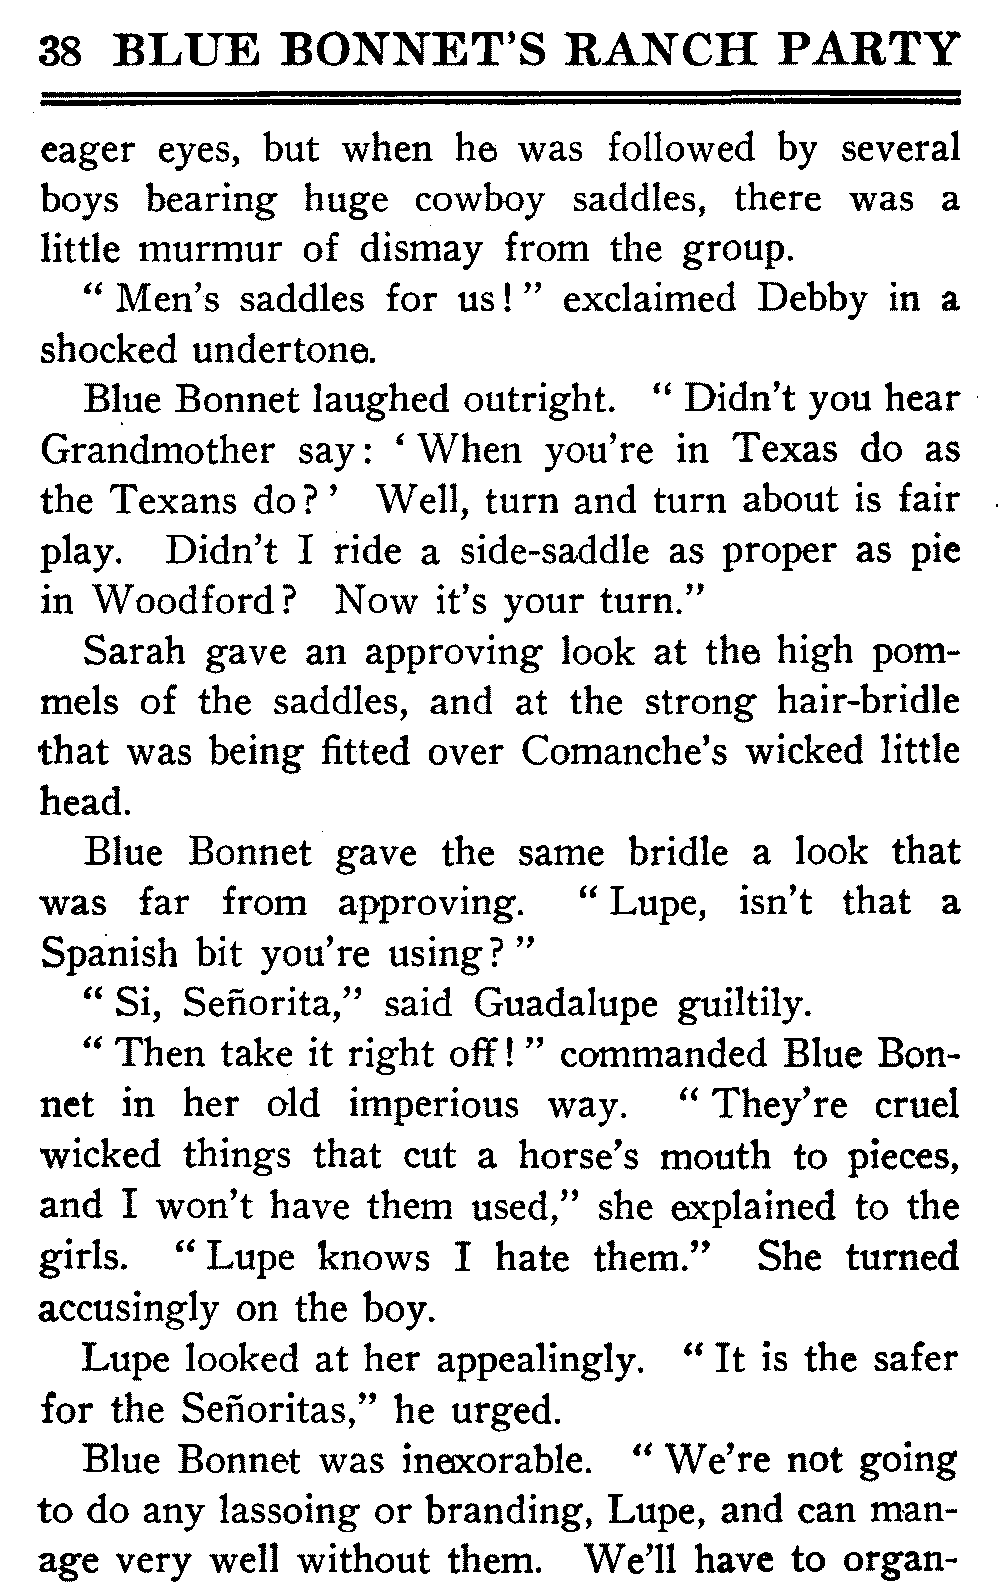 38 BLUE BONNET'S RANCH PARTY
eager eyes, but when he was followed by several
boys bearing huge cowboy saddles, there was a
little murmur of dismay from the group.
" Men's saddles for us! " exclaimed Debby in a
shocked undertone.
Blue Bonnet laughed outright. " Didn't you hear
Grandmother say: ' When you're in Texas do as
the Texans do? ' Well, turn and turn about is fair
play. Didn't I ride a side-saddle as proper as pie
in Woodford? Now it's your turn."
Sarah gave an approving look at the high pom-
mels of the saddles, and at the strong hair-bridle
that was being fitted over Comanche's wicked little
head.
Blue Bonnet gave the same bridle a look that
was far from approving. " Lupe, isn't that a
Spanish bit you're using? "
" Si, Señorita," said Guadalupe guiltily.
" Then take it right off! " commanded Blue Bon-
net in her old imperious way. " They're cruel
wicked things that cut a horse's mouth to pieces,
and I won't have them used," she explained to the
girls. " Lupe knows I hate them." She turned
accusingly on the boy.
Lupe looked at her appealingly. " It is the safer
for the Señoritas," he urged.
Blue Bonnet was inexorable. " We're not going
to do any lassoing or branding, Lupe, and can man-
age very well without them. We'll have to organ-